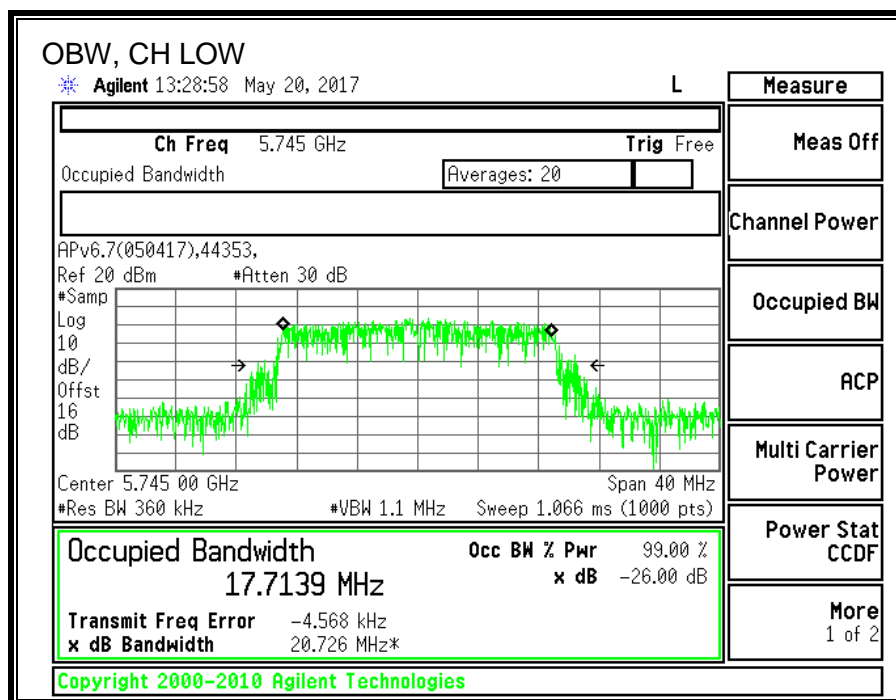 OBW, CH LOW
Agilent 13:28:58 May 20, 2017 L
Measure
Ch Freq 5.745 GHz Trig Free
Occupied Bandwidth Averages: 20
APv6.7(050417),44353,
Ref 20 dBm #Atten 30 dB
#Samp
Log
10
dB/
Offst
16
dB
Center 5.745 00 GHz Span 40 MHz
#Res BW 360 kHz #VBW 1.1 MHz Sweep 1.066 ms (1000 pts)
Occupied Bandwidth Occ BW % Pwr 99.00 %
17.7139 MHz x dB -26.00 dB
Transmit Freq Error -4.568 kHz
x dB Bandwidth 20.726 MHz*
Meas Off
Channel Power
Occupied BW
ACP
Multi Carrier
Power
Power Stat
CCDF
More
1 of 2
Copyright 2000-2010 Agilent Technologies